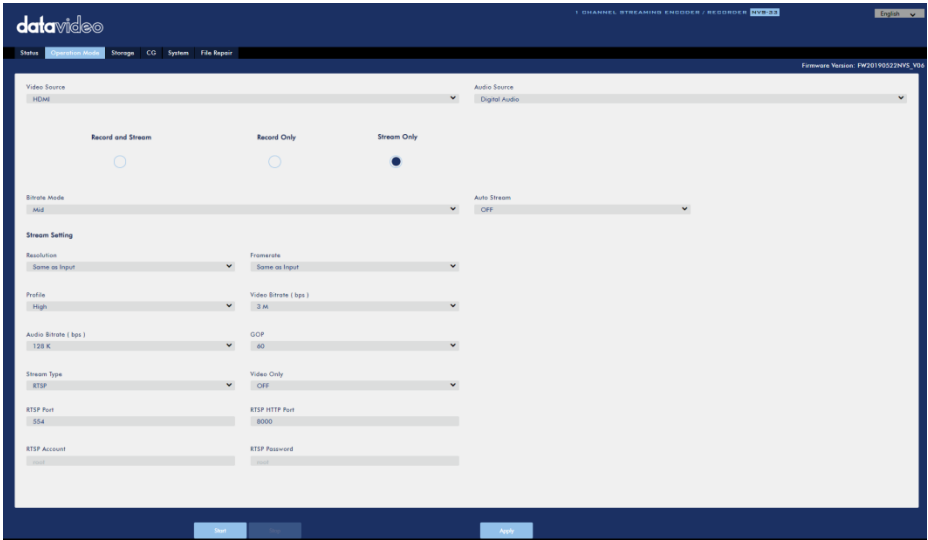 1 CHANNEL STREAMING ENCODER / RECORDER NVS-33
English
datavideo
Status Operation Mode Storage CG System File Repair
Firmware Version: FW20190522NVS_V06
Video Source Audio Source
HDMI Digital Audio
Record and Stream Record Only Stream Only
Bitrate Mode Auto Stream
Mid OFF
Stream Setting
Resolution Framerate
Same as Input Same as Input
Profile Video Bitrate ( bps )
High 3 M
Audio Bitrate ( bps ) GOP
128 K 60
Stream Type Video Only
RTSP OFF
RTSP Port RTSP HTTP Port
554 8000
RTSP Account RTSP Password
Start Apply